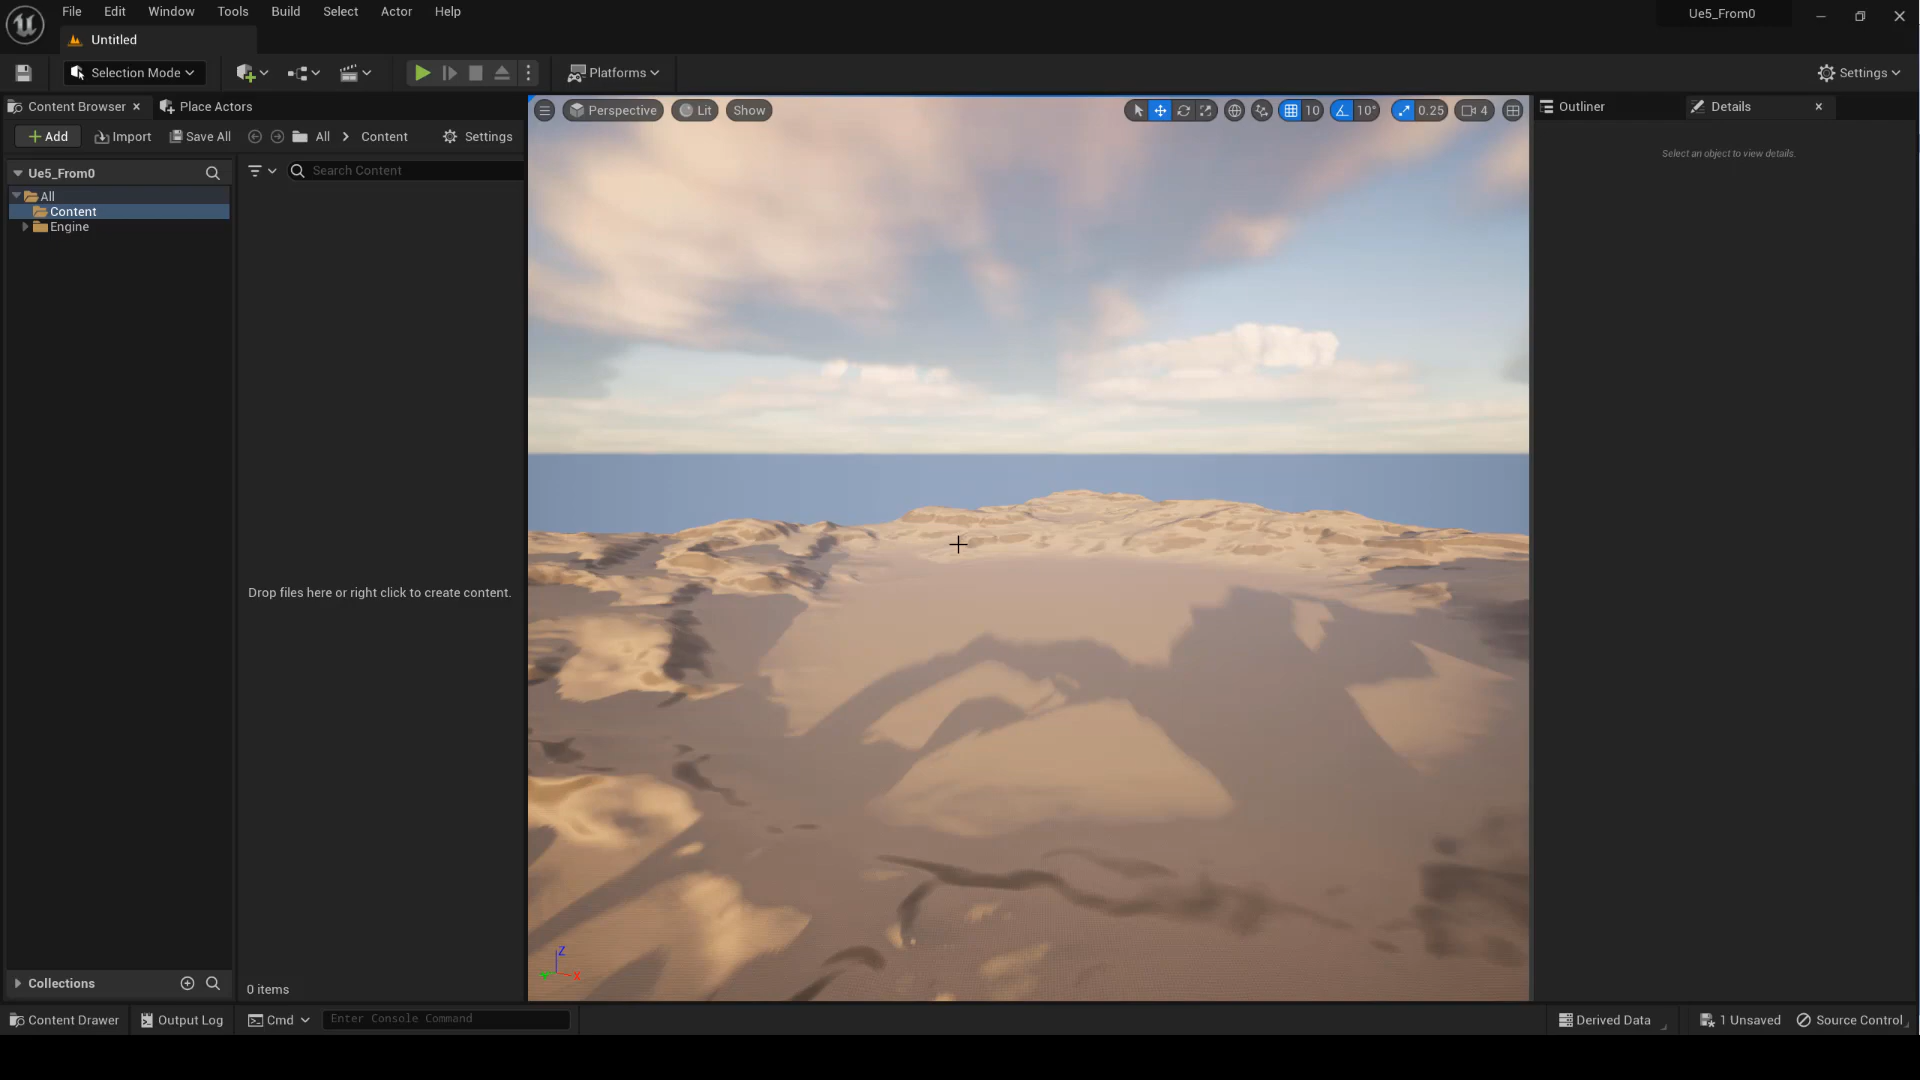 File Edit Window Tools Build Select Actor Help
Ue5_From0
Untitled
Selection Mode
Platforms
Settings
Content Browser
Place Actors
Perspective
Lit
Show
10
10°
0.25
4
Outliner
Details
Add
Import
Save All
All
Content
Settings
Select an object to view details.
Ue5_From0
Search Content
All
Content
Engine
Drop files here or right click to create content.
Z
X
Collections
0 items
Content Drawer
Output Log
Cmd
Enter Console Command
Derived Data
1 Unsaved
Source Control